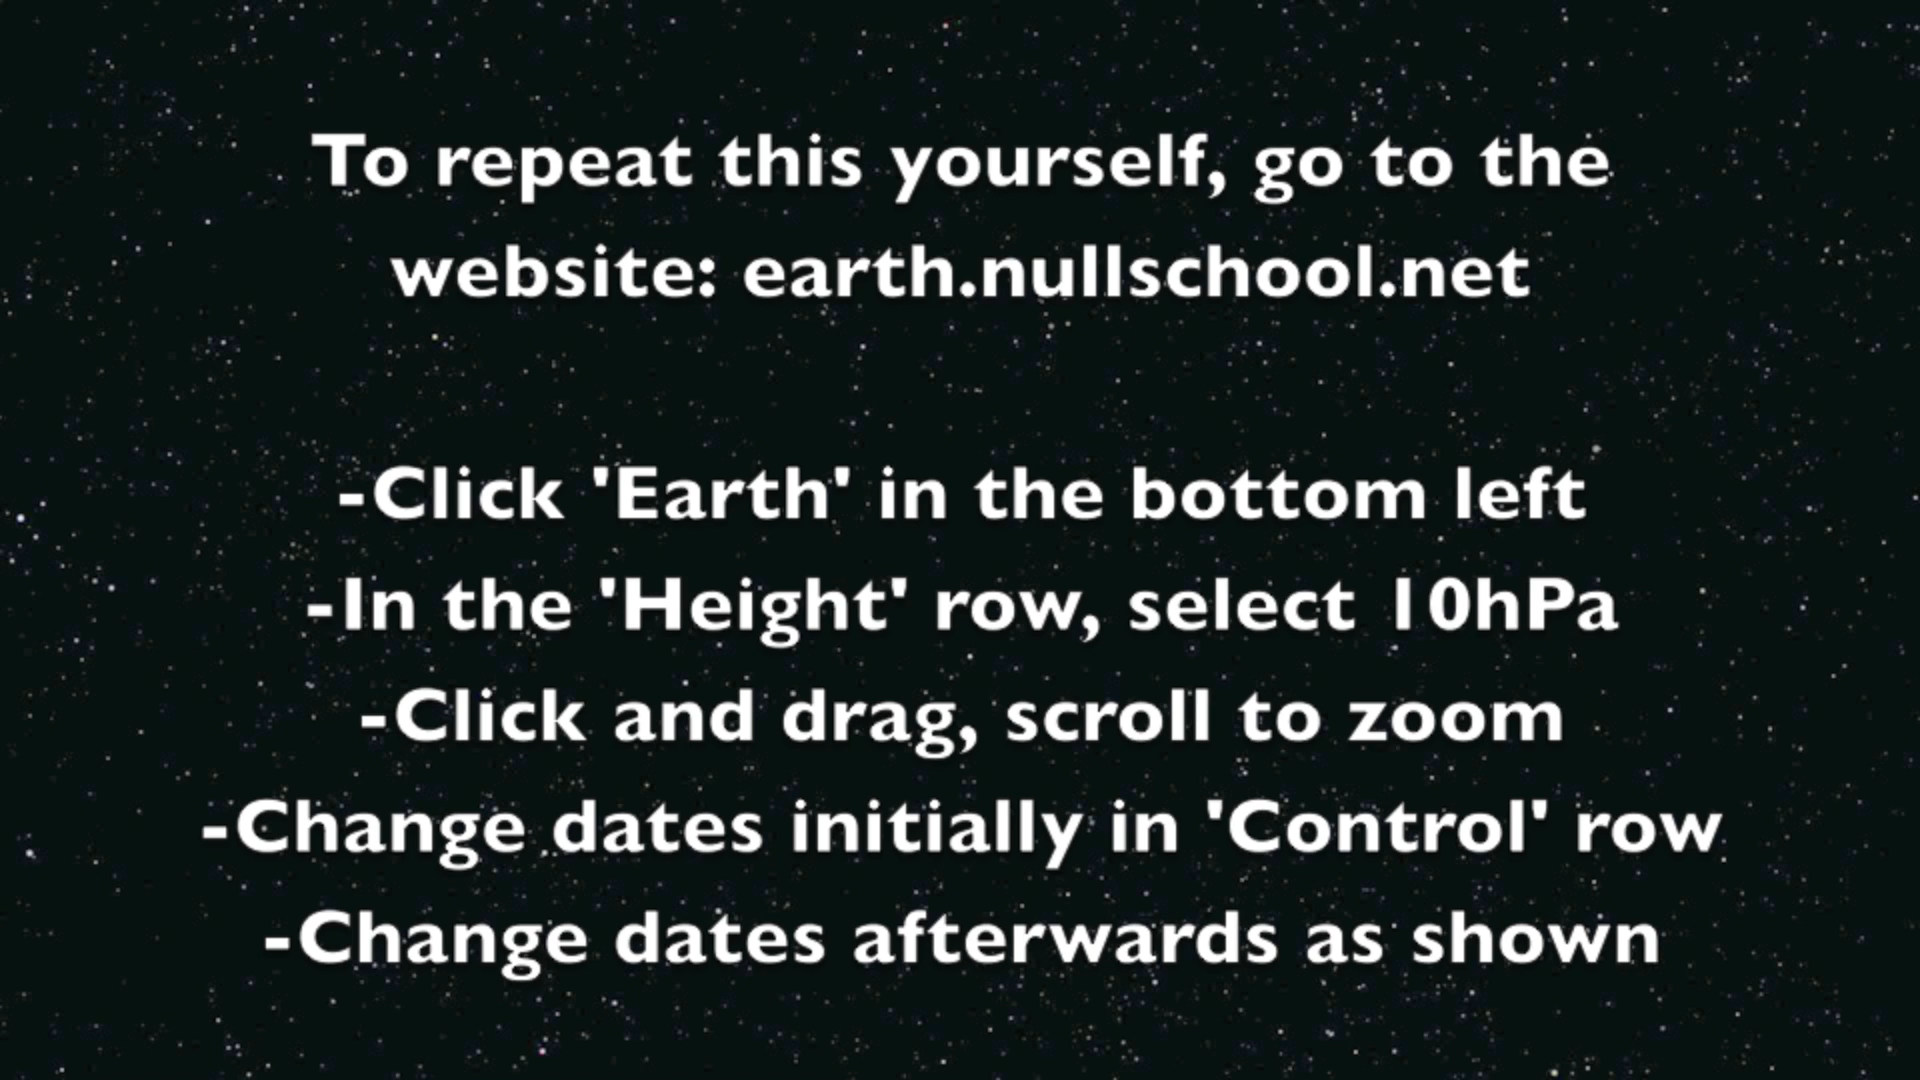 To repeat this yourself, go to the
website: earth.nullschool.net
-Click 'Earth' in the bottom left
-In the 'Height' row, select 10hPa
-Click and drag, scroll to zoom
-Change dates initially in 'Control' row
-Change dates afterwards as shown